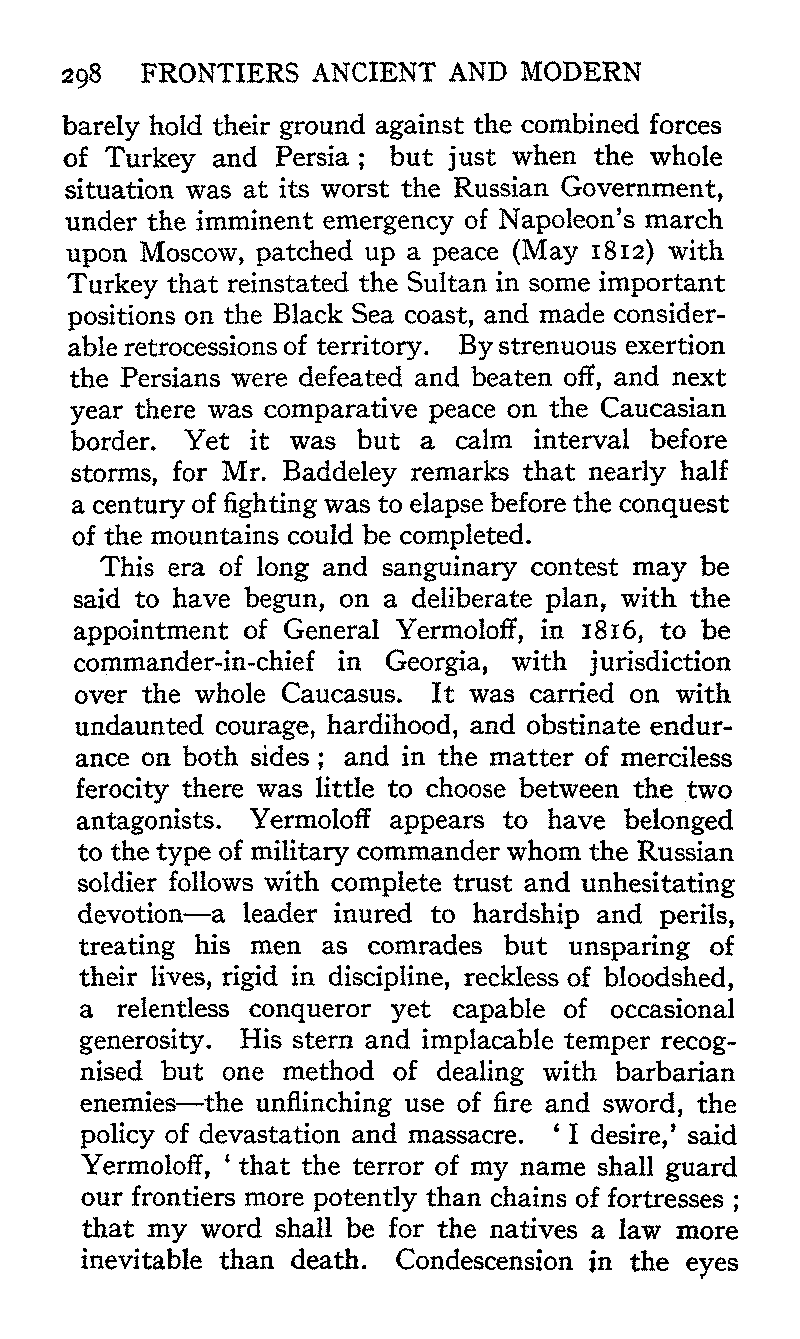 298 FRONTIERS ANCIENT AND MODERN
barely hold their ground against the combined forces
of Turkey and Persia ; but just when the whole
situation was at its worst the Russian Government,
under the imminent emergency of Napoleon's march
upon Moscow, patched up a peace (May 1812) with
Turkey that reinstated the Sultan in some important
positions on the Black Sea coast, and made consider-
able retrocessions of territory. By strenuous exertion
the Persians were defeated and beaten off, and next
year there was comparative peace on the Caucasian
border. Yet it was but a calm interval before
storms, for Mr. Baddeley remarks that nearly half
a century of fighting was to elapse before the conquest
of the mountains could be completed.
This era of long and sanguinary contest may be
said to have begun, on a deliberate plan, with the
appointment of General Yermoloff, in 1816, to be
commander-in-chief in Georgia, with jurisdiction
over the whole Caucasus. It was carried on with
undaunted courage, hardihood, and obstinate endur-
ance on both sides ; and in the matter of merciless
ferocity there was little to choose between the two
antagonists. Yermoloff appears to have belonged
to the type of military commander whom the Russian
soldier follows with complete trust and unhesitating
devotion—a leader inured to hardship and perils,
treating his men as comrades but unsparing of
their lives, rigid in discipline, reckless of bloodshed,
a relentless conqueror yet capable of occasional
generosity. His stern and implacable temper recog-
nised but one method of dealing with barbarian
enemies—the unflinching use of fire and sword, the
policy of devastation and massacre. ‘ I desire,’ said
Yermoloff, ‘ that the terror of my name shall guard
our frontiers more potently than chains of fortresses ;
that my word shall be for the natives a law more
inevitable than death. Condescension in the eyes